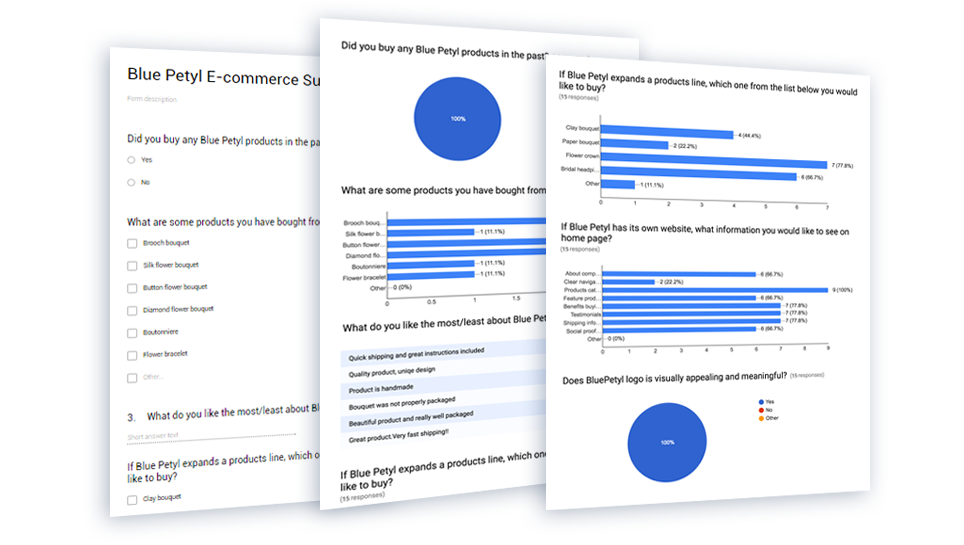 Blue Petyl E-commerce Su
Form description
Did you buy any Blue Petyl products in the pa
Yes
No
What are some products you have bought fro
Brooch bouquet
Silk flower bouquet
Button flower bouquet
Diamond flower bouquet
Boutonniere
Flower bracelet
Other...
3. What do you like the most/least about Bl
Short answer text
If Blue Petyl expands a products line, which o
like to buy?
Clay bouquet
Did you buy any Blue Petyl products in the past?
100%
What are some products you have bought from
Brooch bouq...
Silk flower b... 1 (11.1%)
Button flower...
Diamond flo...
Boutonniere 1 (11.1%)
Flower bracelet 1 (11.1%)
Other 0 (0%)
0 0.5 1 1.5
What do you like the most/least about Blue Pet
Quick shipping and great instructions included
Quality product, uniqe design
Product is handmade
Bouquet was not properly packaged
Beautiful product and really well packaged
Great product.Very fast shipping!!
If Blue Petyl expands a products line, which one
like to buy?
(15 responses)
If Blue Petyl expands a products line, which one from the list below you would
like to buy?
(15 responses)
Clay bouquet 4 (44.4%)
Paper bouquet 2 (22.2%)
Flower crown 7 (77.8%)
Bridal headpi... 6 (66.7%)
Other 1 (11.1%)
0 1 2 3 4 5 6 7
If Blue Petyl has its own website, what information you would like to see on
home page?
(15 responses)
About comp... 6 (66.7%)
Clear naviga... 2 (22.2%)
Products cat... 9 (100%)
Feature prod... 6 (66.7%)
Benefits buyi... 7 (77.8%)
Testimonials 7 (77.8%)
Shipping info... 7 (77.8%)
Social proof... 6 (66.7%)
Other 0 (0%)
0 1 2 3 4 5 6 7 8 9
Does BluePetyl logo is visually appealing and meaningful? (15 responses)
100%
Yes
No
Other